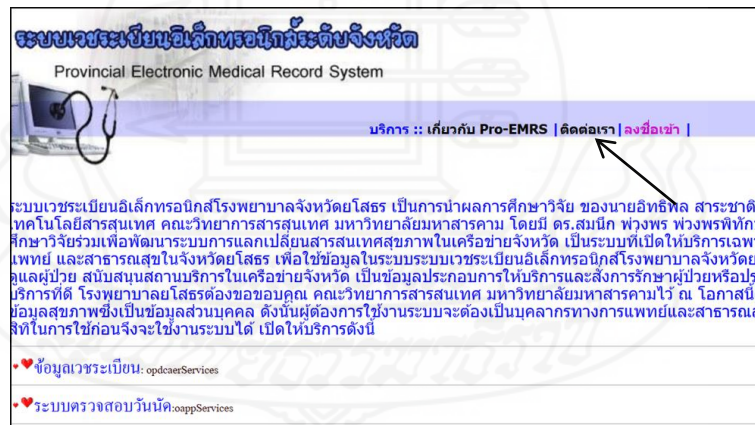 ระบบเวชระเบียนอิเล็กทรอนิกส์ระดับจังหวัด
Provincial Electronic Medical Record System
บริการ :: เกี่ยวกับ Pro-EMRS |ติดต่อเรา|ลงชื่อเข้า |
ระบบเวชระเบียนอิเล็กทรอนิกส์โรงพยาบาลจังหวัดยโสธร เป็นการนำผลการศึกษาวิจัย ของนายอิทธิพล สาระชาติ
เทคโนโลยีสารสนเทศ คณะวิทยาการสารสนเทศ มหาวิทยาลัยมหาสารคาม โดยมี ดร.สมนึก พ่วงพร พ่วงพรพิทัก
ศึกษาวิจัยร่วมเพื่อพัฒนาระบบการแลกเปลี่ยนสารสนเทศสุขภาพในเครือข่ายจังหวัด เป็นระบบที่เปิดให้บริการเฉพ
แพทย์ และสาธารณสุขในจังหวัดยโสธร เพื่อใช้ข้อมูลในระบบระบบเวชระเบียนอิเล็กทรอนิกส์โรงพยาบาลจังหวัดย
ดูแลผู้ป่วย สนับสนุนสถานบริการในเครือข่ายจังหวัด เป็นข้อมูลประกอบการให้บริการและสั่งการรักษาผู้ป่วยหรือปร
บริการที่ดี โรงพยาบาลยโสธรต้องขอขอบคุณ คณะวิทยาการสารสนเทศ มหาวิทยาลัยมหาสารคามไว้ ณ โอกาสนี้
ข้อมูลสุขภาพซึ่งเป็นข้อมูลส่วนบุคคล ดังนั้นผู้ต้องการใช้งานระบบจะต้องเป็นบุคลากรทางการแพทย์และสาธารณส
สิทิในการใช้ก่อนจึงจะใช้งานระบบได้ เปิดให้บริการดังนี้
ข้อมูลเวชระเบียน: opdcaerServices
ระบบตรวจสอบวันนัด:oappServices